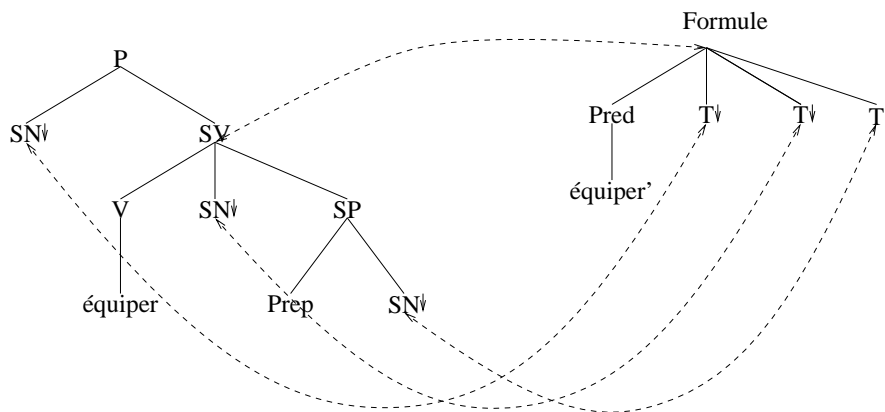 Formule
P
SN↓ SV Pred T↓ T↓ T
V SN↓ SP équiper’
équiper Prep SN↓